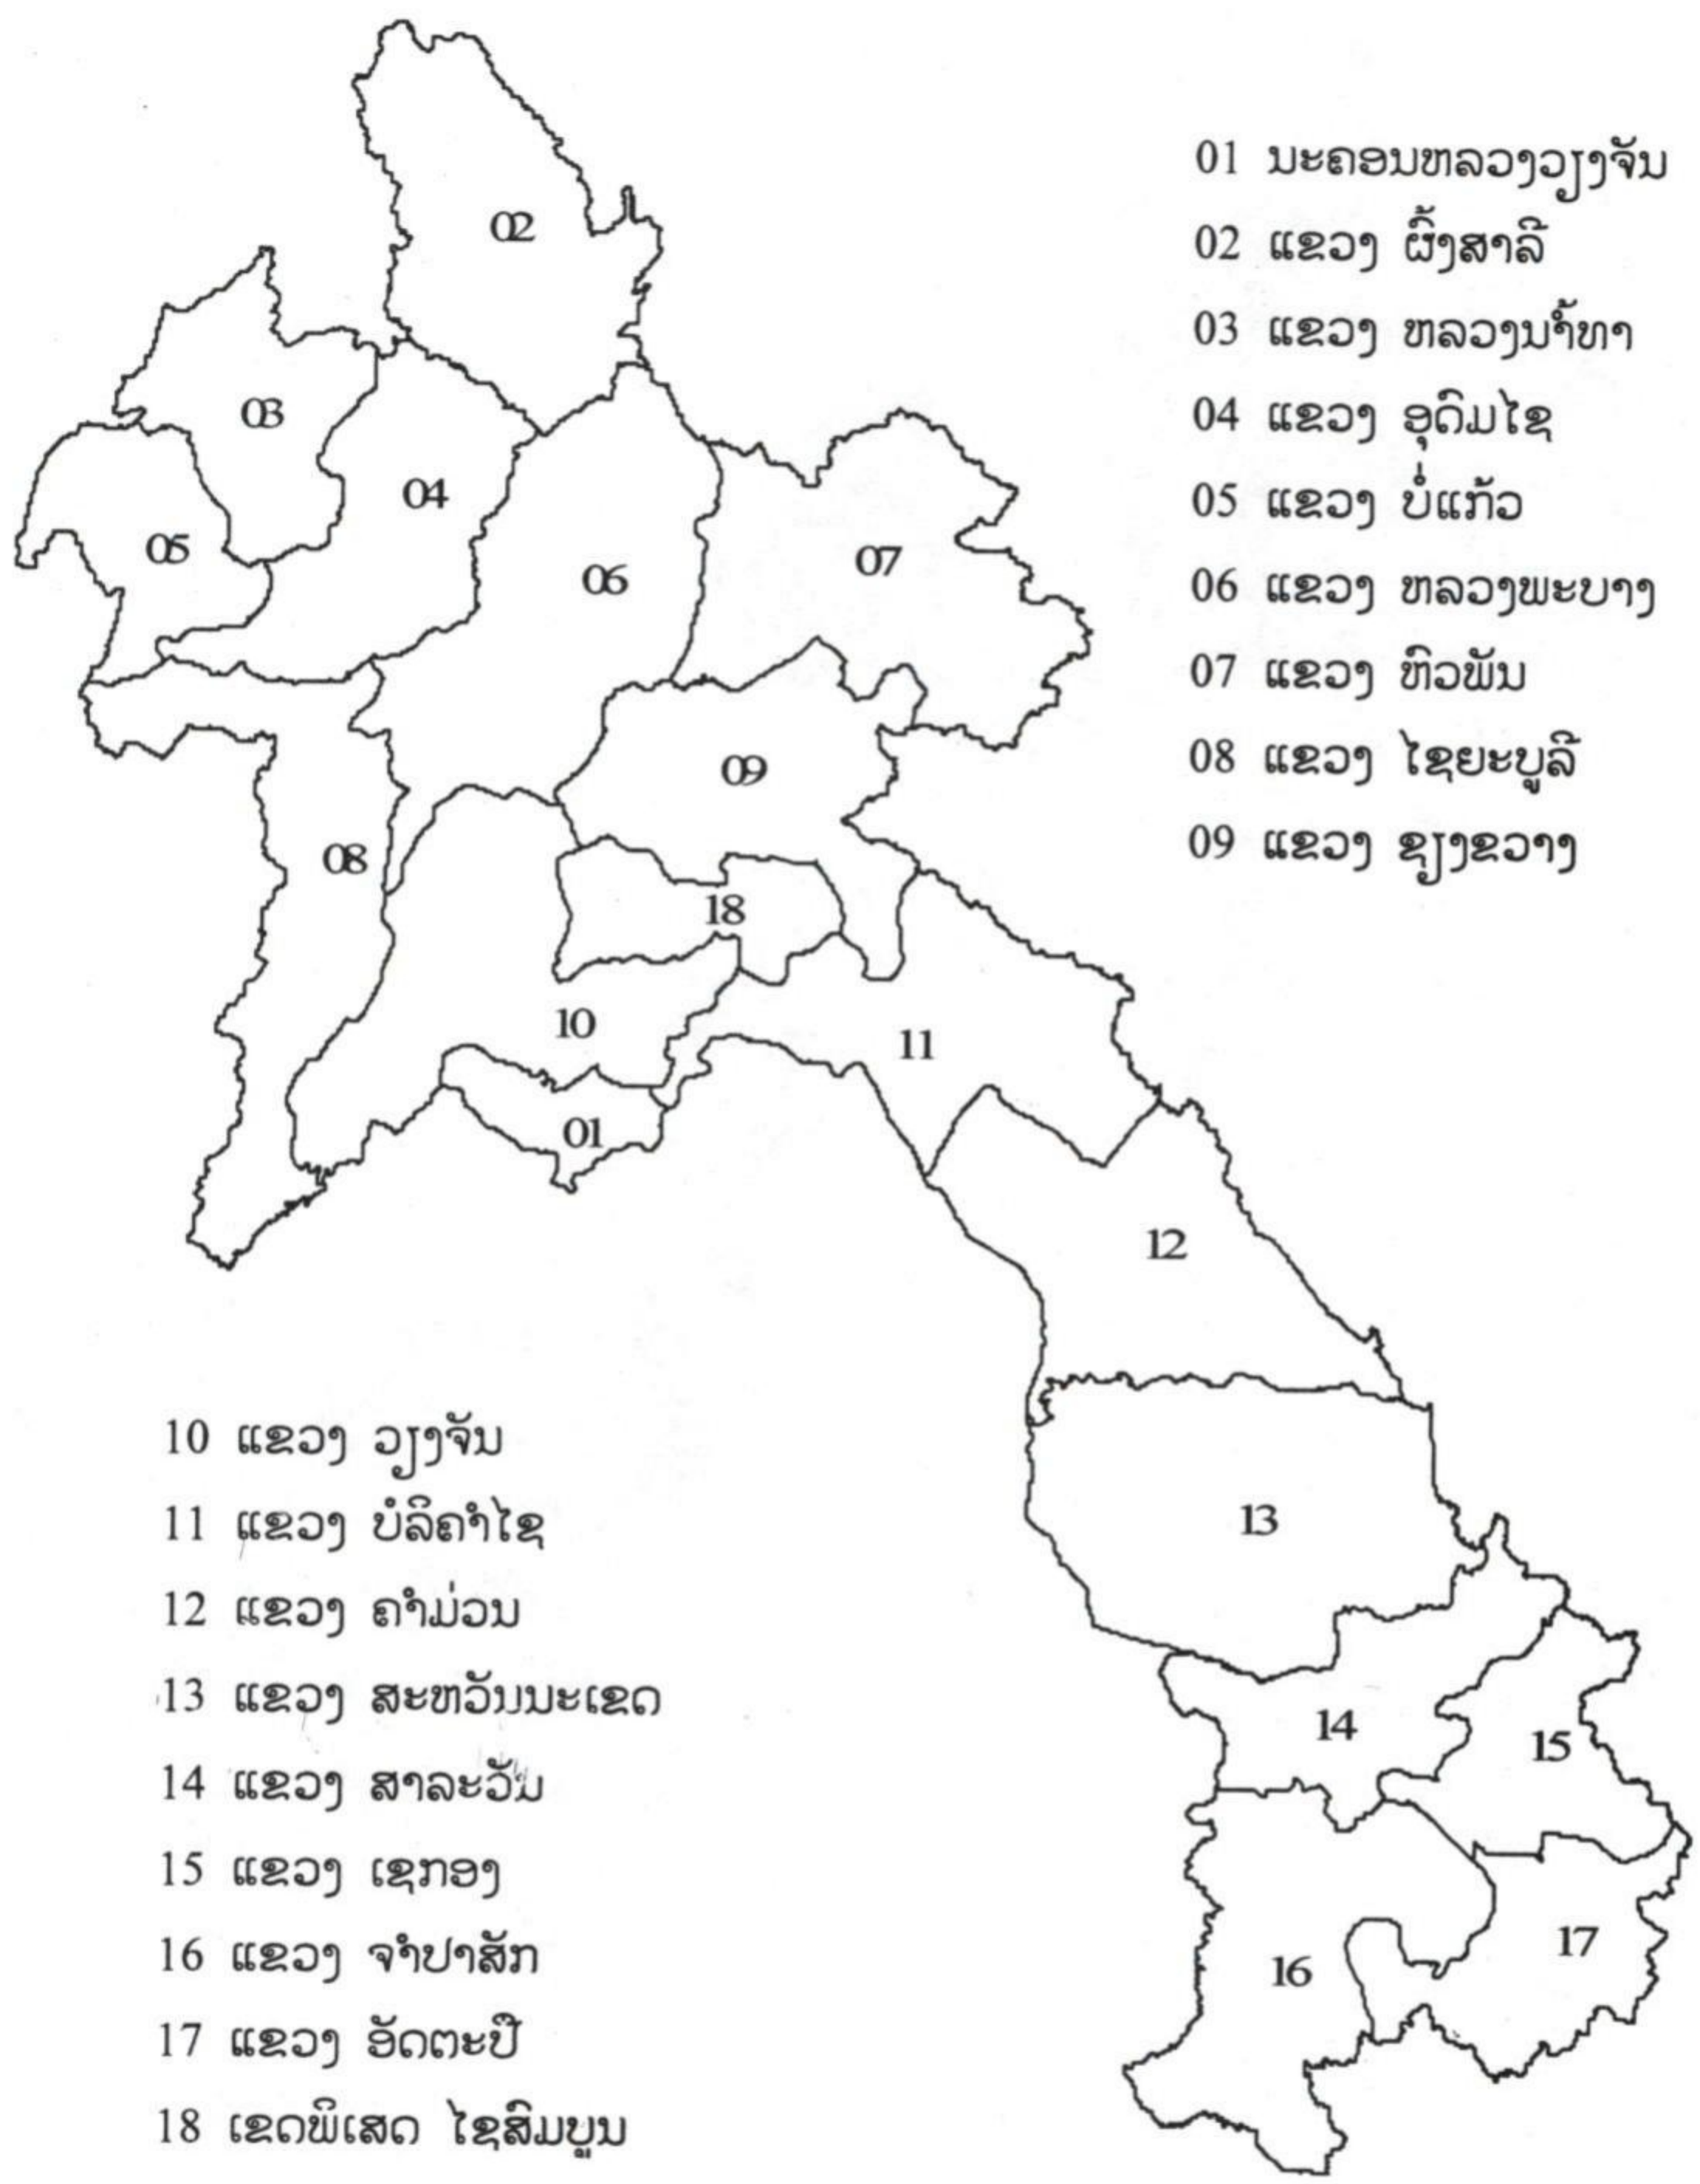 01 ນະຄອນຫລວງວຽງຈັນ
02 ແຂວງ ຜົ້ງສາລີ
03 ແຂວງ ຫລວງນ້ຳທາ
04 ແຂວງ ອຸດົມໄຊ
05 ແຂວງ ບໍ່ແກ້ວ
06 ແຂວງ ຫລວງພະບາງ
07 ແຂວງ ຫົວພັນ
08 ແຂວງ ໄຊຍະບູລີ
09 ແຂວງ ຊຽງຂວາງ
02
03
04
05
06
07
09
08
18
10
11
01
12
13
14
15
16
17
10 ແຂວງ ວຽງຈັນ
11 ແຂວງ ບໍລິຄຳໄຊ
12 ແຂວງ ຄຳມ່ວນ
13 ແຂວງ ສະຫວັນນະເຂດ
14 ແຂວງ ສາລະວັນ
15 ແຂວງ ເຊກອງ
16 ແຂວງ ຈຳປາສັກ
17 ແຂວງ ອັດຕະປື
18 ເຂດພິເສດ ໄຊສົມບູນ